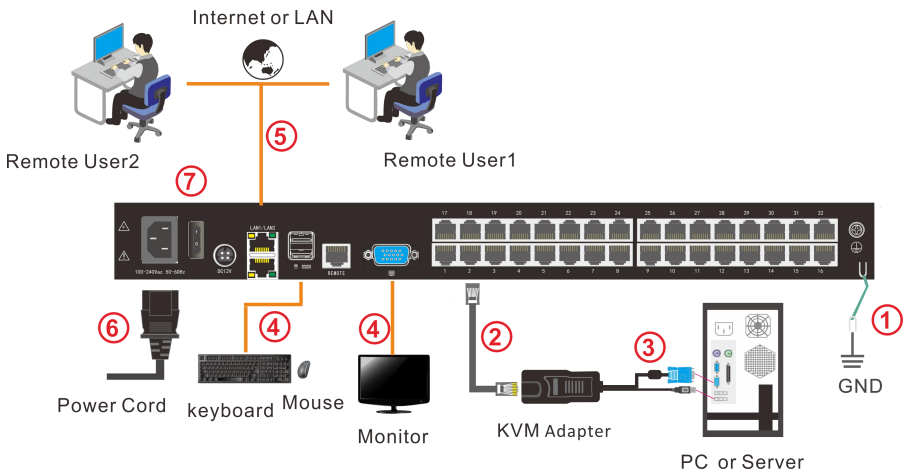 Internet or LAN
Remote User2
5
Remote User1
7
17 18 19 20 21 22 23 24 25 26 27 28 29 30 31 32
LAN1/LAN2
100-240Vac 50-60Hz
DC12V
REMOTE
1 2 3 4 5 6 7 8 9 10 11 12 13 14 15 16
6
4
4
2
3
1
GND
Power Cord
keyboard
Mouse
Monitor
KVM Adapter
PC or Server